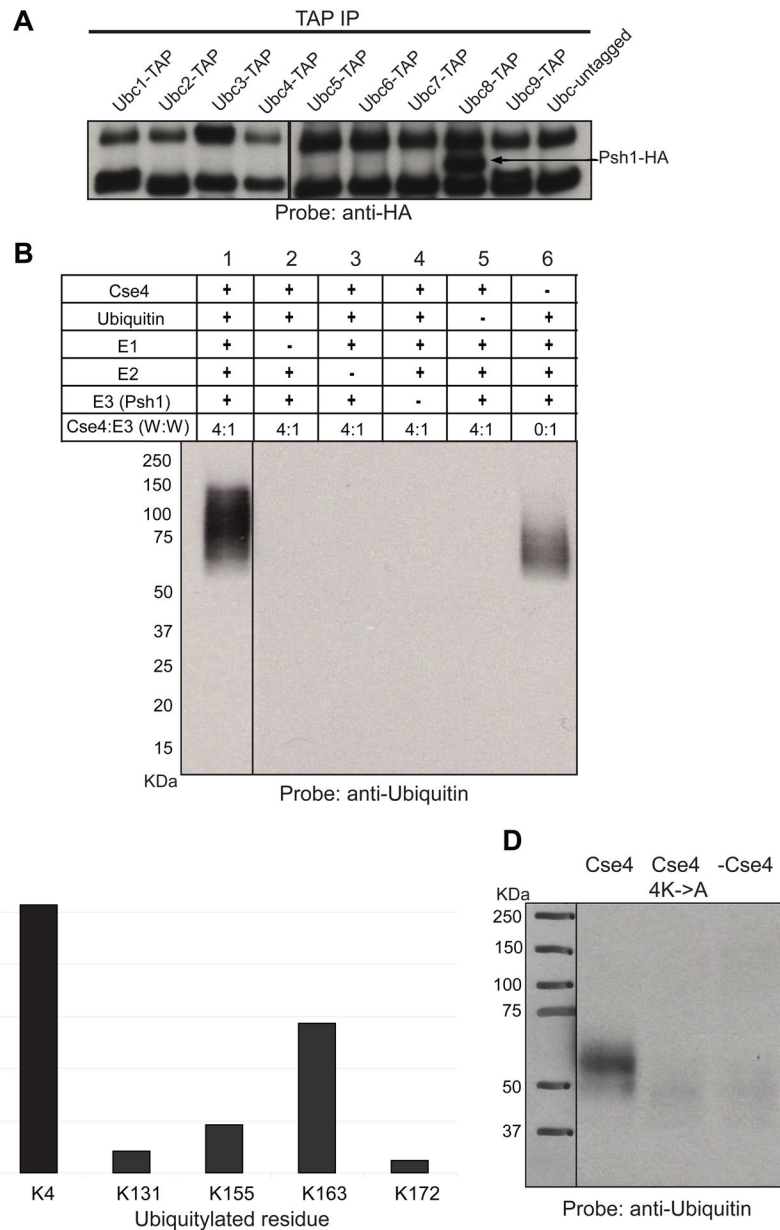 A
TAP IP
Ubc1-TAP Ubc2-TAP Ubc3-TAP Ubc4-TAP Ubc5-TAP Ubc6-TAP Ubc7-TAP Ubc8-TAP Ubc9-TAP Ubc-untagged
Psh1-HA
Probe: anti-HA
B
1 2 3 4 5 6
Cse4 + + + + + -
Ubiquitin + + + + - +
E1 + - + + + +
E2 + + - + + +
E3 (Psh1) + + + - + +
Cse4:E3 (W:W) 4:1 4:1 4:1 4:1 4:1 0:1
250
150
100
75
50
37
25
20
15
KDa
Probe: anti-Ubiquitin
K4 K131 K155 K163 K172
Ubiquitylated residue
D
Cse4 Cse4 -Cse4
4K->A
KDa
250
150
100
75
50
37
Probe: anti-Ubiquitin